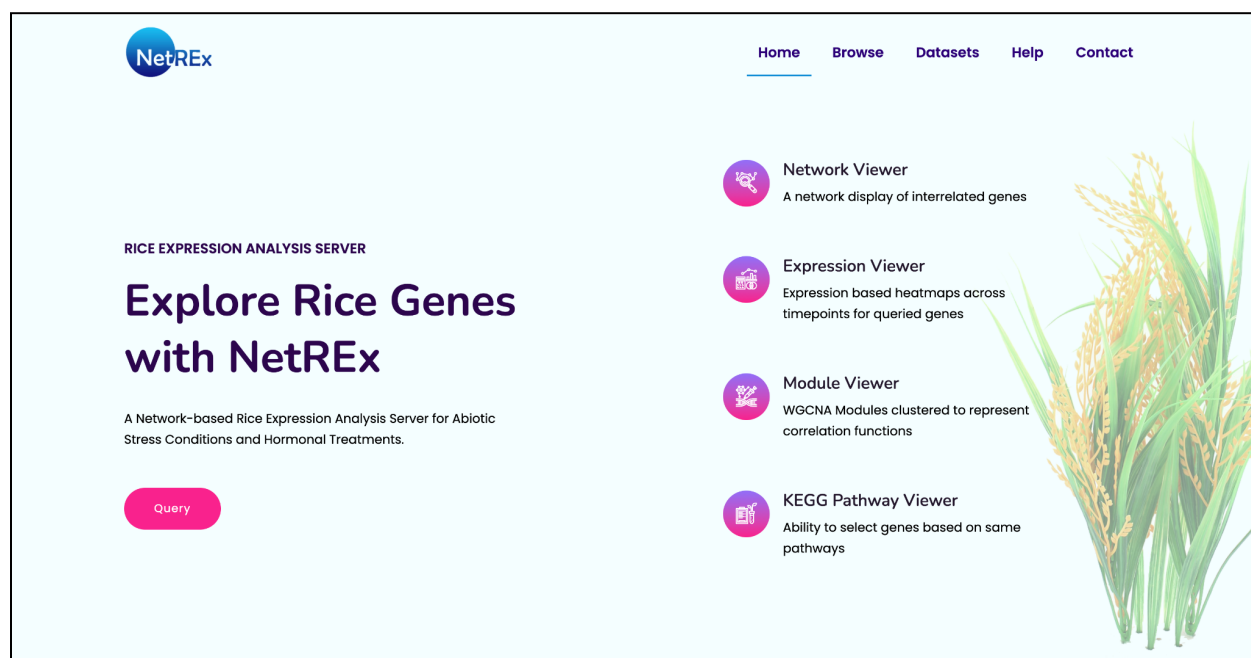 NetREx
Home Browse Datasets Help Contact
RICE EXPRESSION ANALYSIS SERVER
Explore Rice Genes
with NetREx
A Network-based Rice Expression Analysis Server for Abiotic
Stress Conditions and Hormonal Treatments.
Query
Network Viewer
A network display of interrelated genes
Expression Viewer
Expression based heatmaps across
timepoints for queried genes
Module Viewer
WGCNA Modules clustered to represent
correlation functions
KEGG Pathway Viewer
Ability to select genes based on same
pathways